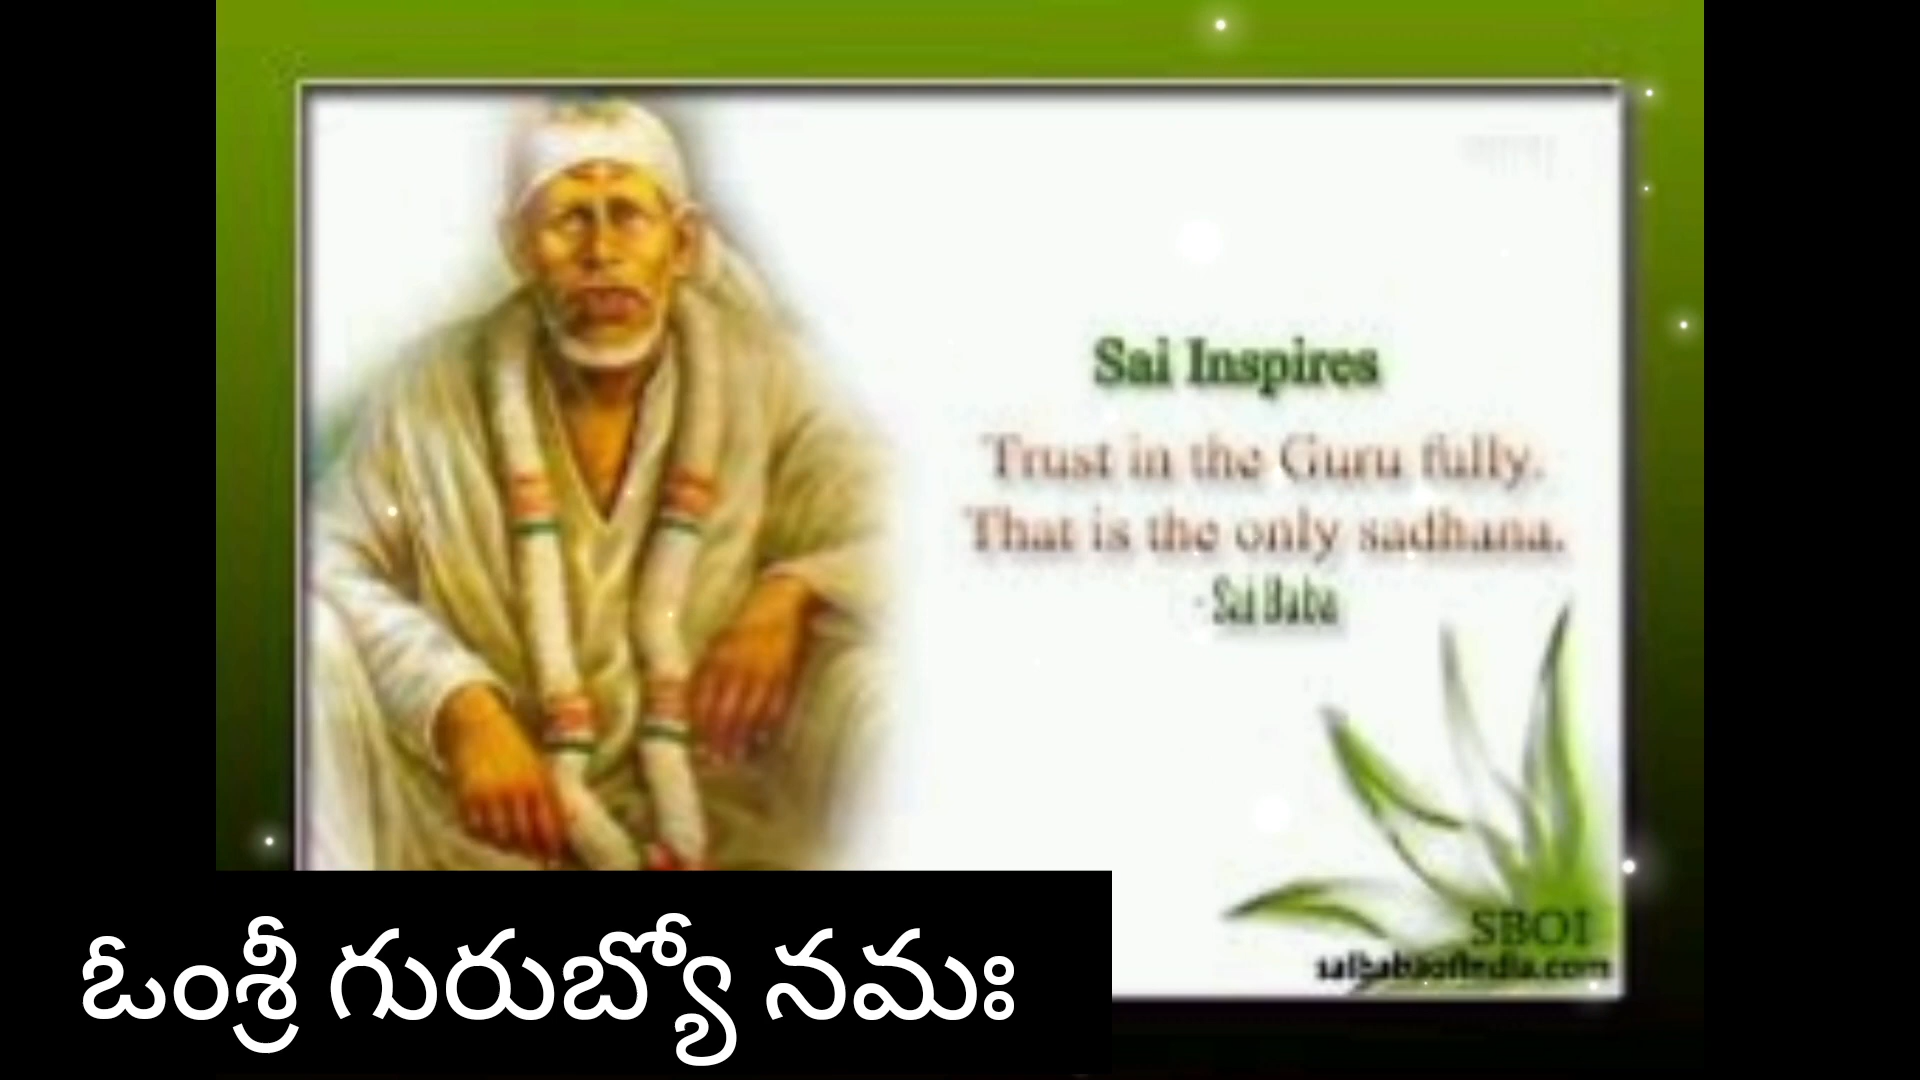 Sai Inspires
Trust in the Guru fully.
That is the only sadhana.
- Sai Baba
SBOI
saibabaofindia.com
ఓంశ్రీ గురుబ్యో నమః